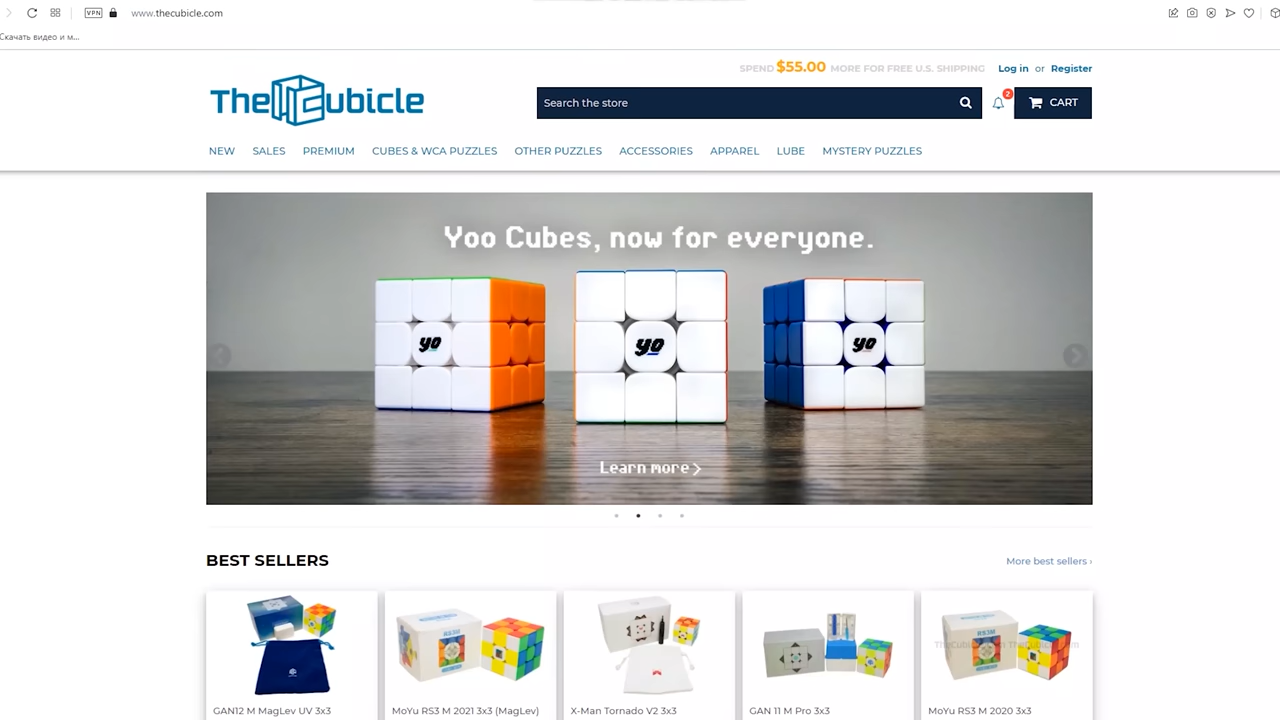 VPN
www.thecubicle.com
Скачать видео и м...
SPEND $55.00 MORE FOR FREE U.S. SHIPPING
Log in or Register
TheCubicle
Search the store
2
CART
NEW SALES PREMIUM CUBES & WCA PUZZLES OTHER PUZZLES ACCESSORIES APPAREL LUBE MYSTERY PUZZLES
Yoo Cubes, now for everyone.
yo yo yo
Learn more >
BEST SELLERS
More best sellers ›
RS3M
GAN12 M MagLev UV 3x3
MoYu RS3 M 2021 3x3 (MagLev)
X-Man Tornado V2 3x3
GAN 11 M Pro 3x3
MoYu RS3 M 2020 3x3